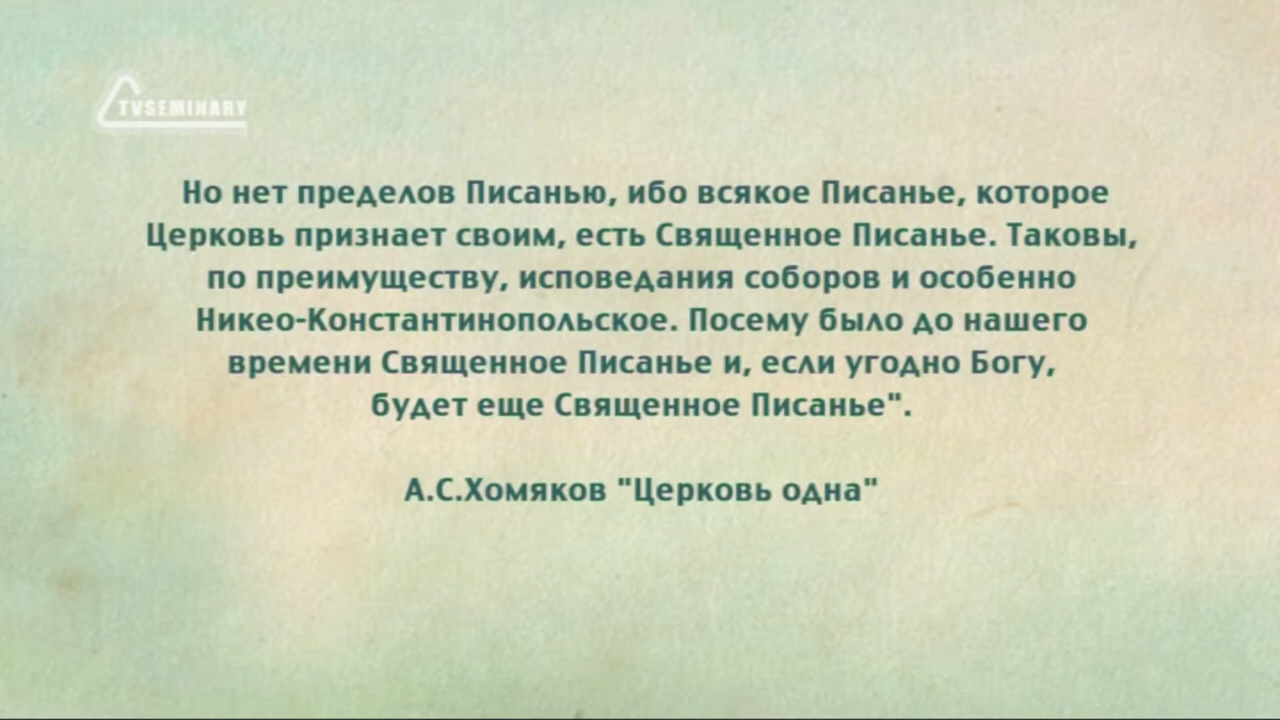 TVSEMINARY
Но нет пределов Писанью, ибо всякое Писанье, которое
Церковь признает своим, есть Священное Писанье. Таковы,
по преимуществу, исповедания соборов и особенно
Никео-Константинопольское. Посему было до нашего
времени Священное Писанье и, если угодно Богу,
будет еще Священное Писанье".
А.С.Хомяков "Церковь одна"